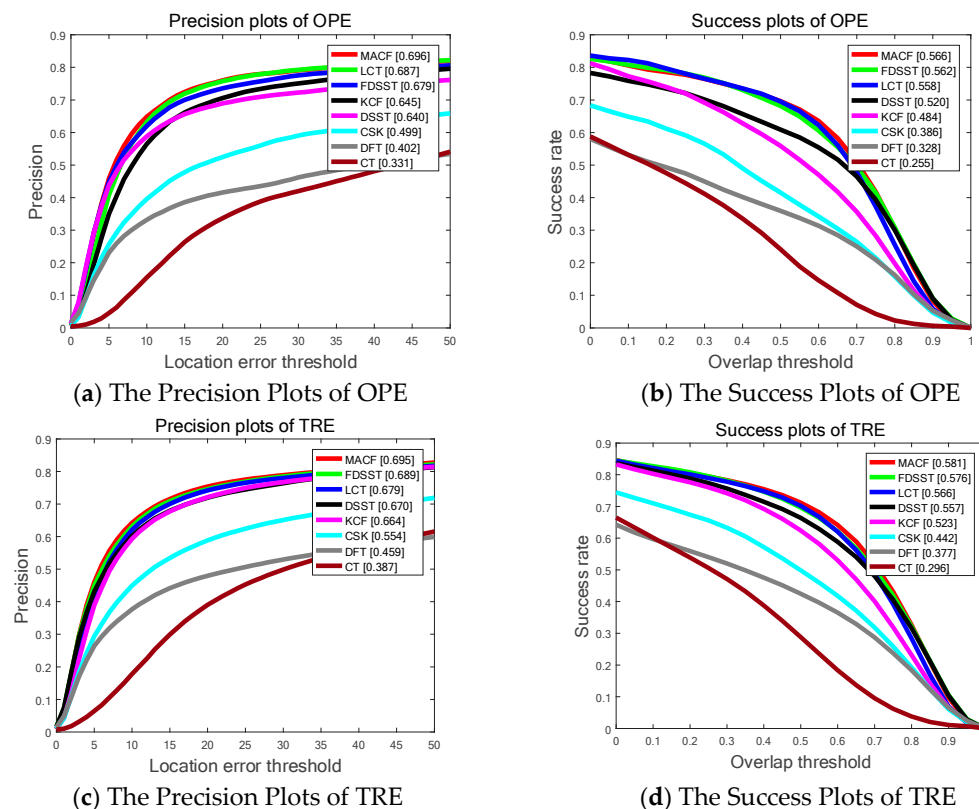 Precision plots of OPE
0.9
0.8
0.7
0.6
0.5
0.4
0.3
0.2
0.1
0
Precision
MACF [0.696]
LCT [0.687]
FDSST [0.679]
KCF [0.645]
DSST [0.640]
CSK [0.499]
DFT [0.402]
CT [0.331]
0 5 10 15 20 25 30 35 40 45 50
Location error threshold
(a) The Precision Plots of OPE
Success plots of OPE
0.9
0.8
0.7
0.6
0.5
0.4
0.3
0.2
0.1
0
Success rate
MACF [0.566]
FDSST [0.562]
LCT [0.558]
DSST [0.520]
KCF [0.484]
CSK [0.386]
DFT [0.328]
CT [0.255]
0 0.1 0.2 0.3 0.4 0.5 0.6 0.7 0.8 0.9 1
Overlap threshold
(b) The Success Plots of OPE
Precision plots of TRE
0.9
0.8
0.7
0.6
0.5
0.4
0.3
0.2
0.1
0
Precision
MACF [0.695]
FDSST [0.689]
LCT [0.679]
DSST [0.670]
KCF [0.664]
CSK [0.554]
DFT [0.459]
CT [0.387]
0 5 10 15 20 25 30 35 40 45 50
Location error threshold
(c) The Precision Plots of TRE
Success plots of TRE
0.9
0.8
0.7
0.6
0.5
0.4
0.3
0.2
0.1
0
Success rate
MACF [0.581]
FDSST [0.576]
LCT [0.566]
DSST [0.557]
KCF [0.523]
CSK [0.442]
DFT [0.377]
CT [0.296]
0 0.1 0.2 0.3 0.4 0.5 0.6 0.7 0.8 0.9
Overlap threshold
(d) The Success Plots of TRE